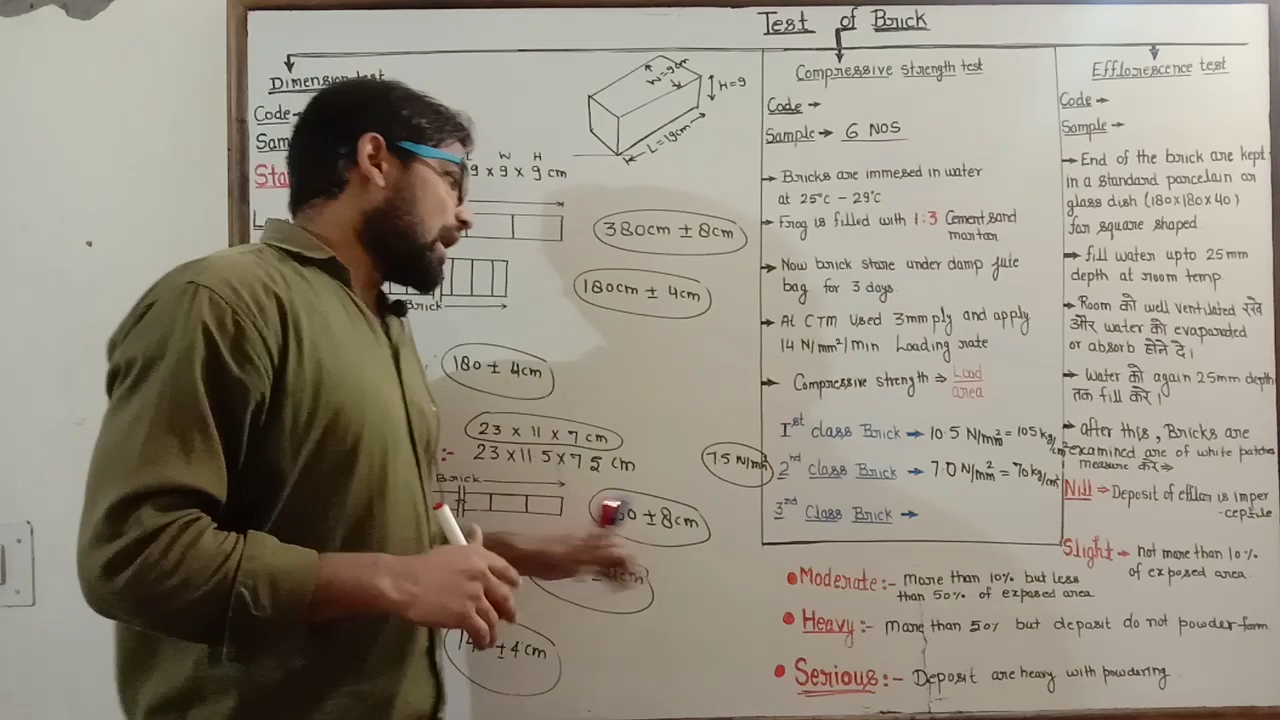 Test of Brick
Dimension test
Code
Sam
Sta
L W H
9 x 9 x 9 cm
W=9cm
H=9
L=19cm
380cm ± 8cm
180cm ± 4cm
Brick
180 ± 4cm
23 x 11 x 7 cm
:- 23 x 11.5 x 7.5 cm
Brick
± 8cm
± 4cm
Compressive strength test
Code →
Sample → 6 NOS
→ Bricks are immesed in water
at 25°c - 29°c
→ Frog is filled with 1:3 Cement sand
mortar
→ Now brick store under damp jute
bag for 3 days.
→ At CTM Used 3mm ply and apply
14 N/mm²/min Loading rate
→ Compressive strength ⇒ Load
area
1st class Brick → 10.5 N/mm² = 105 kg/cm²
7.5 N/mm²
2nd class Brick → 7.0 N/mm² = 70 kg/cm²
3rd Class Brick →
Efflorescence test
Code →
Sample →
→ End of the brick are kept
in a standard porcelain or
glass dish (180x180x40)
for square shaped
→ fill water upto 25mm
depth at room temp
→ Room को well ventilated रखे
और water को evaporated
or absorb होने दे।
→ Water को again 25mm depth
तक fill करे।
→ after this, Bricks are
examined are of white patches
measure करे ⇒
Nill ⇒ Deposit of efflor is imper
-ceptile
Slight → not more than 10%
of exposed area.
• Moderate:- More than 10% but less
than 50% of exposed area
• Heavy:- more than 50% but deposit do not powder-form.
• Serious:- Deposit are heavy with powdering.